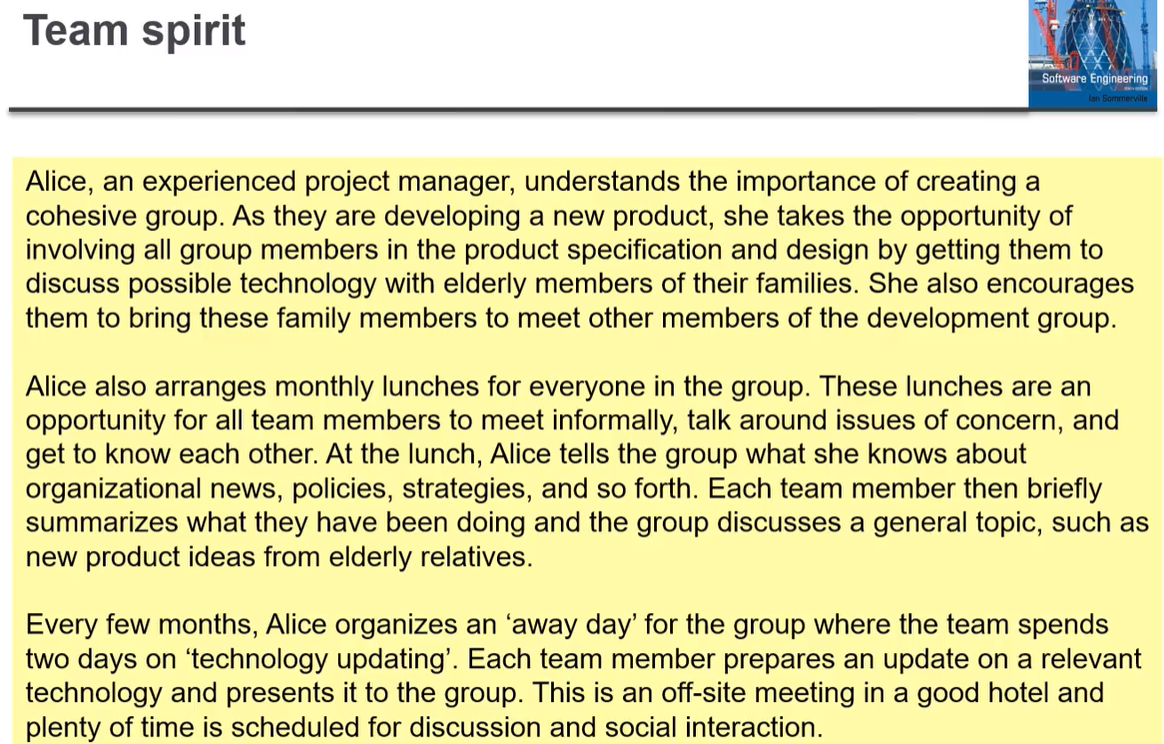 Team spirit
Software Engineering
Ian Sommerville
Alice, an experienced project manager, understands the importance of creating a
cohesive group. As they are developing a new product, she takes the opportunity of
involving all group members in the product specification and design by getting them to
discuss possible technology with elderly members of their families. She also encourages
them to bring these family members to meet other members of the development group.
Alice also arranges monthly lunches for everyone in the group. These lunches are an
opportunity for all team members to meet informally, talk around issues of concern, and
get to know each other. At the lunch, Alice tells the group what she knows about
organizational news, policies, strategies, and so forth. Each team member then briefly
summarizes what they have been doing and the group discusses a general topic, such as
new product ideas from elderly relatives.
Every few months, Alice organizes an ‘away day’ for the group where the team spends
two days on ‘technology updating’. Each team member prepares an update on a relevant
technology and presents it to the group. This is an off-site meeting in a good hotel and
plenty of time is scheduled for discussion and social interaction.